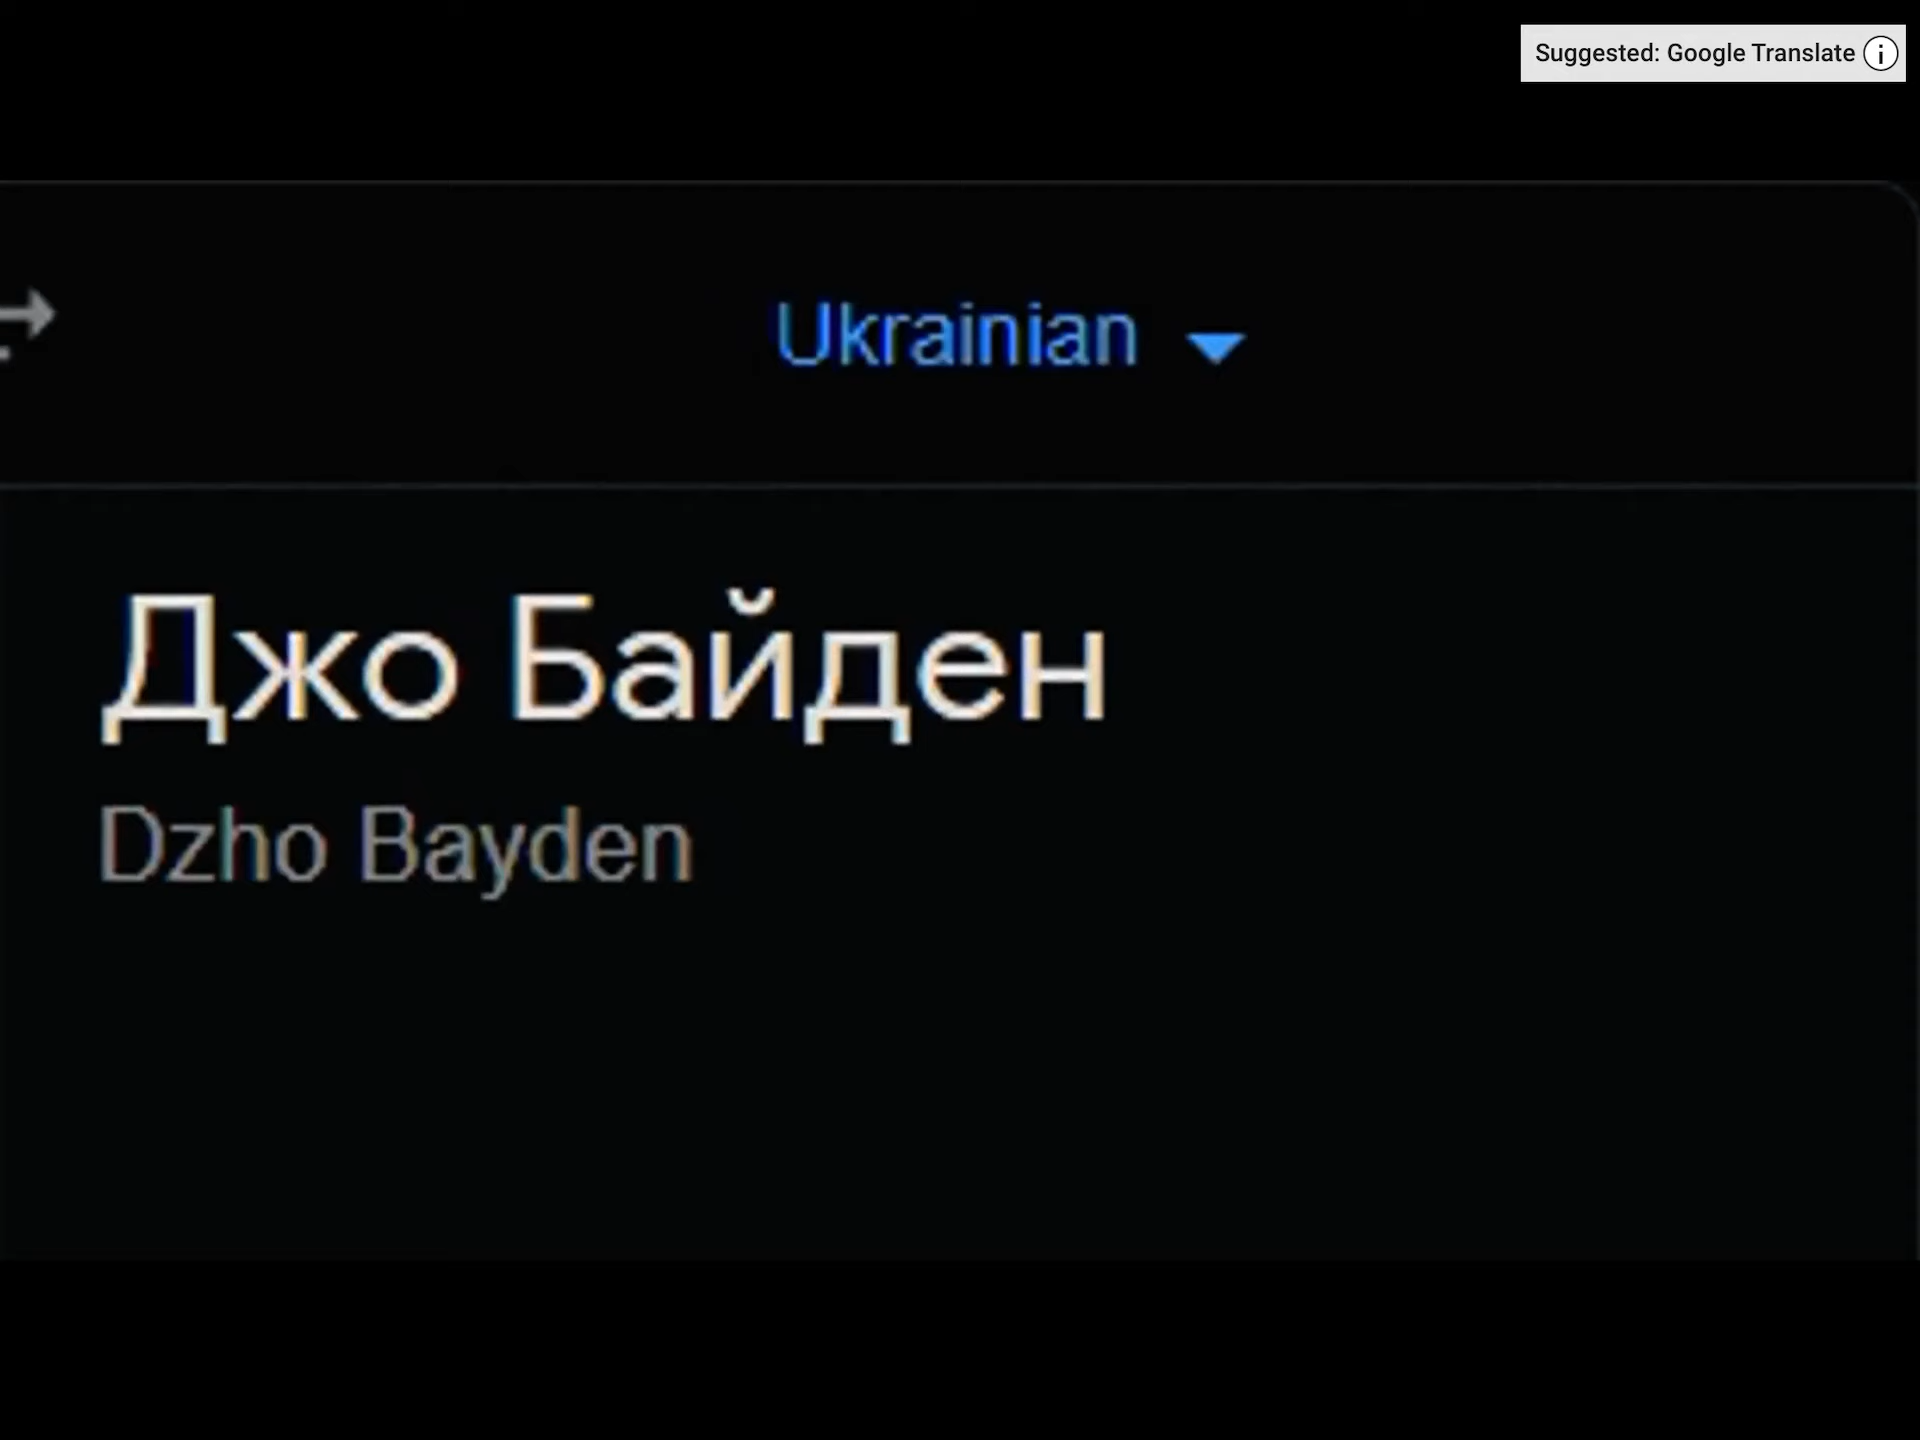 Suggested: Google Translate
Ukrainian
Джо Байден
Dzho Bayden